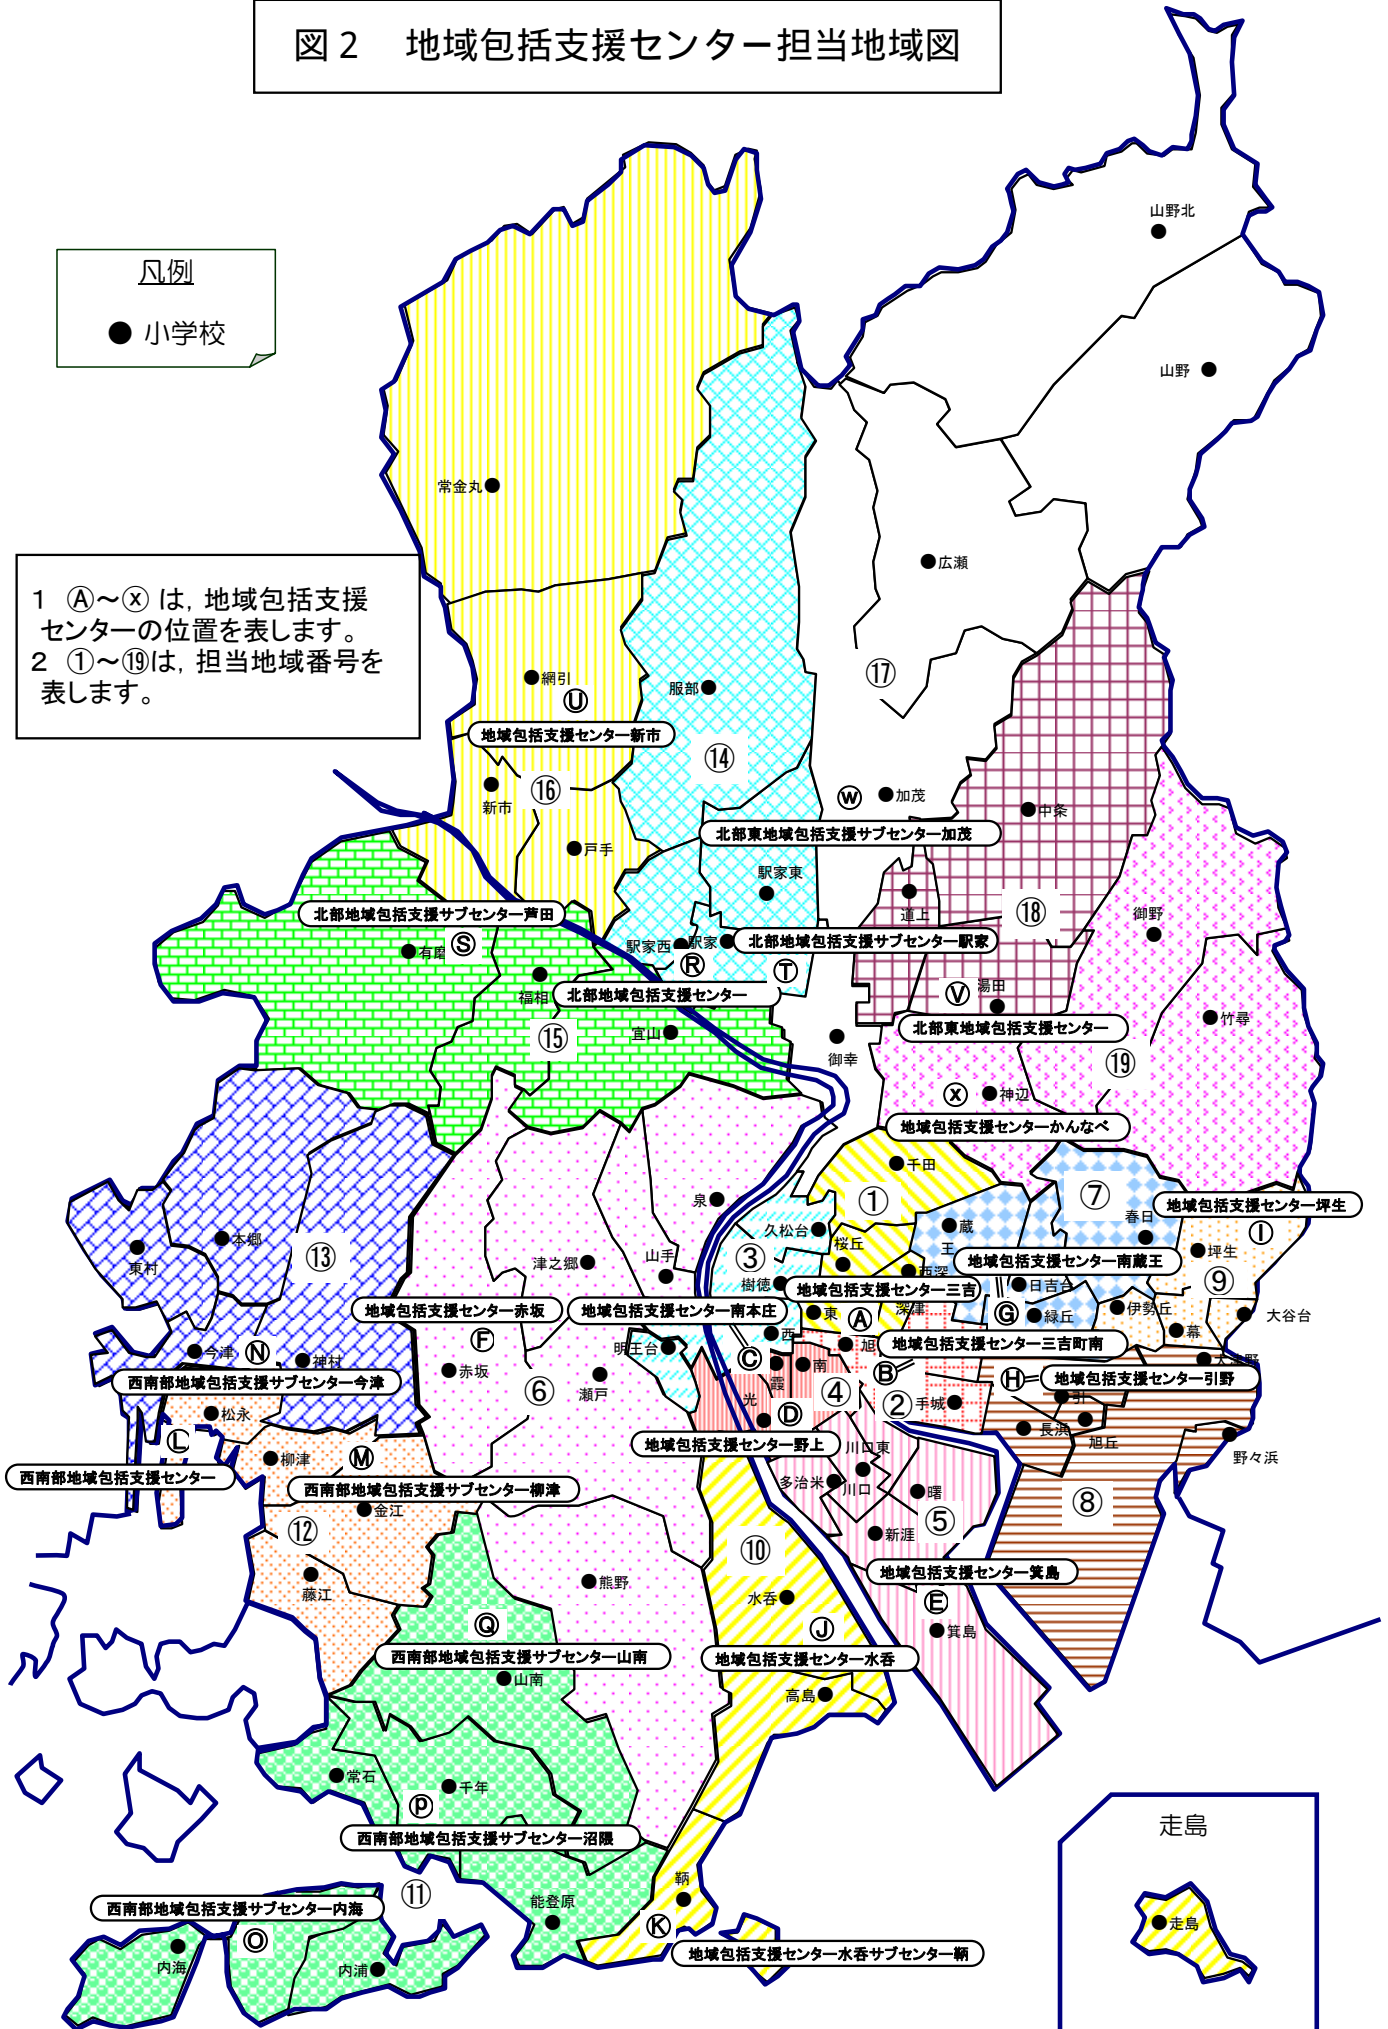 図２　地域包括支援センター担当地域図
凡例
● 小学校
1　Ⓐ～ⓧ は，地域包括支援
センターの位置を表します。
2　①～⑲は，担当地域番号を
表します。
山野北
山野
常金丸
広瀬
網引
Ⓤ
服部
⑰
地域包括支援センター新市
⑭
新市
⑯
ⓦ
加茂
中条
北部東地域包括支援サブセンター加茂
戸手
駅家東
道上
⑱
御野
北部地域包括支援サブセンター芦田
有磨
Ⓢ
駅家西
駅家
北部地域包括支援サブセンター駅家
Ⓡ
Ⓣ
福相
北部地域包括支援センター
Ⓥ
湯田
竹尋
北部東地域包括支援センター
⑮
宜山
御幸
⑲
ⓧ
神辺
地域包括支援センターかんなべ
千田
①
⑦
泉
地域包括支援センター坪生
久松台
蔵
王
春日
Ⓘ
本郷
東村
⑬
桜丘
③
津之郷
山手
坪生
地域包括支援センター南蔵王
樹徳
西深
深津
日吉台
⑨
地域包括支援センター三吉
地域包括支援センター赤坂
地域包括支援センター南本庄
東
Ⓐ
Ⓖ
緑丘
伊勢丘
大谷台
幕
Ⓕ
明王台
西
旭
地域包括支援センター三吉町南
今津
Ⓝ
神村
赤坂
Ⓒ
霞
南
Ⓑ
西南部地域包括支援サブセンター今津
瀬戸
⑥
④
②
手城
Ⓗ
地域包括支援センター引野
引
松永
光
Ⓓ
長浜
旭丘
Ⓛ
地域包括支援センター野上
川口東
野々浜
柳津
Ⓜ
西南部地域包括支援センター
西南部地域包括支援サブセンター柳津
多治米
川口
曙
⑧
金江
⑫
⑤
新涯
⑩
地域包括支援センター箕島
藤江
熊野
水呑
Ⓔ
箕島
Ⓠ
Ⓙ
西南部地域包括支援サブセンター山南
地域包括支援センター水呑
山南
高島
常石
千年
Ⓟ
西南部地域包括支援サブセンター沼隈
走島
走島
⑪
能登原
鞆
西南部地域包括支援サブセンター内海
Ⓞ
Ⓚ
地域包括支援センター水呑サブセンター鞆
内海
内浦